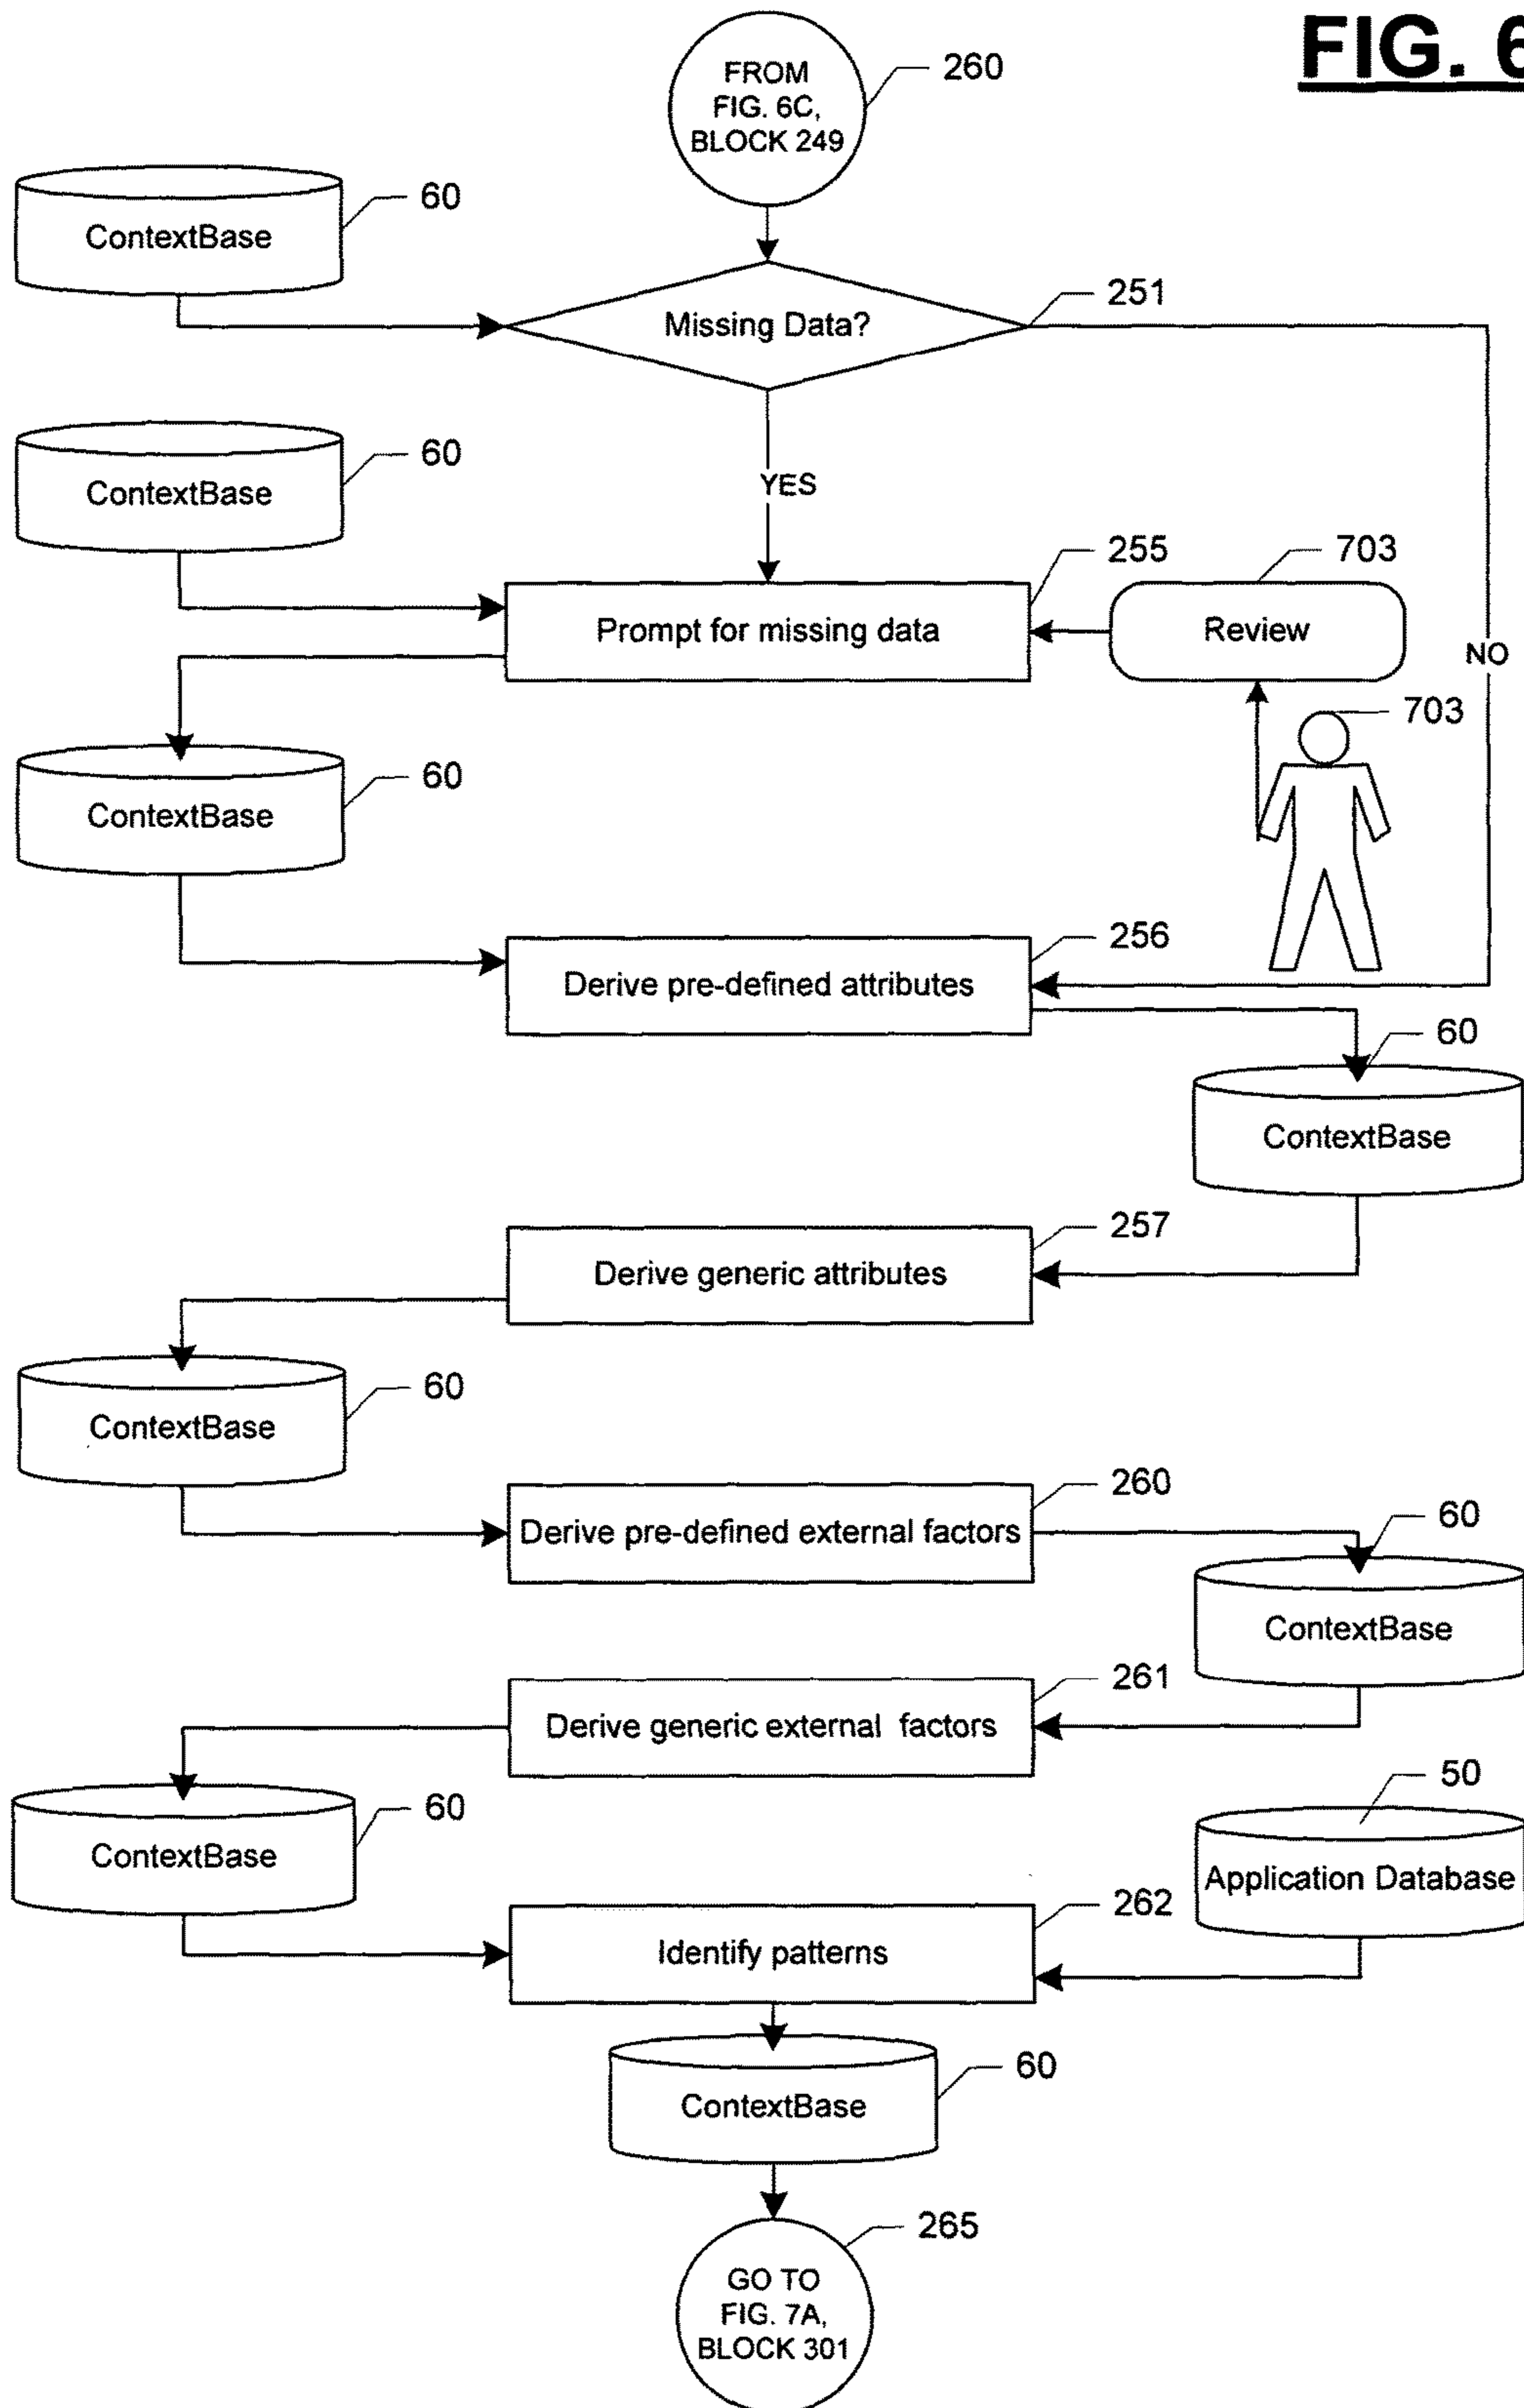 FIG. 6
FROM
FIG. 6C,
BLOCK 249
260
ContextBase
60
Missing Data?
251
ContextBase
60
YES
Prompt for missing data
255
Review
703
NO
703
ContextBase
60
Derive pre-defined attributes
256
ContextBase
60
Derive generic attributes
257
ContextBase
60
Derive pre-defined external factors
260
ContextBase
60
Derive generic external factors
261
ContextBase
60
Application Database
50
Identify patterns
262
ContextBase
60
GO TO
FIG. 7A,
BLOCK 301
265